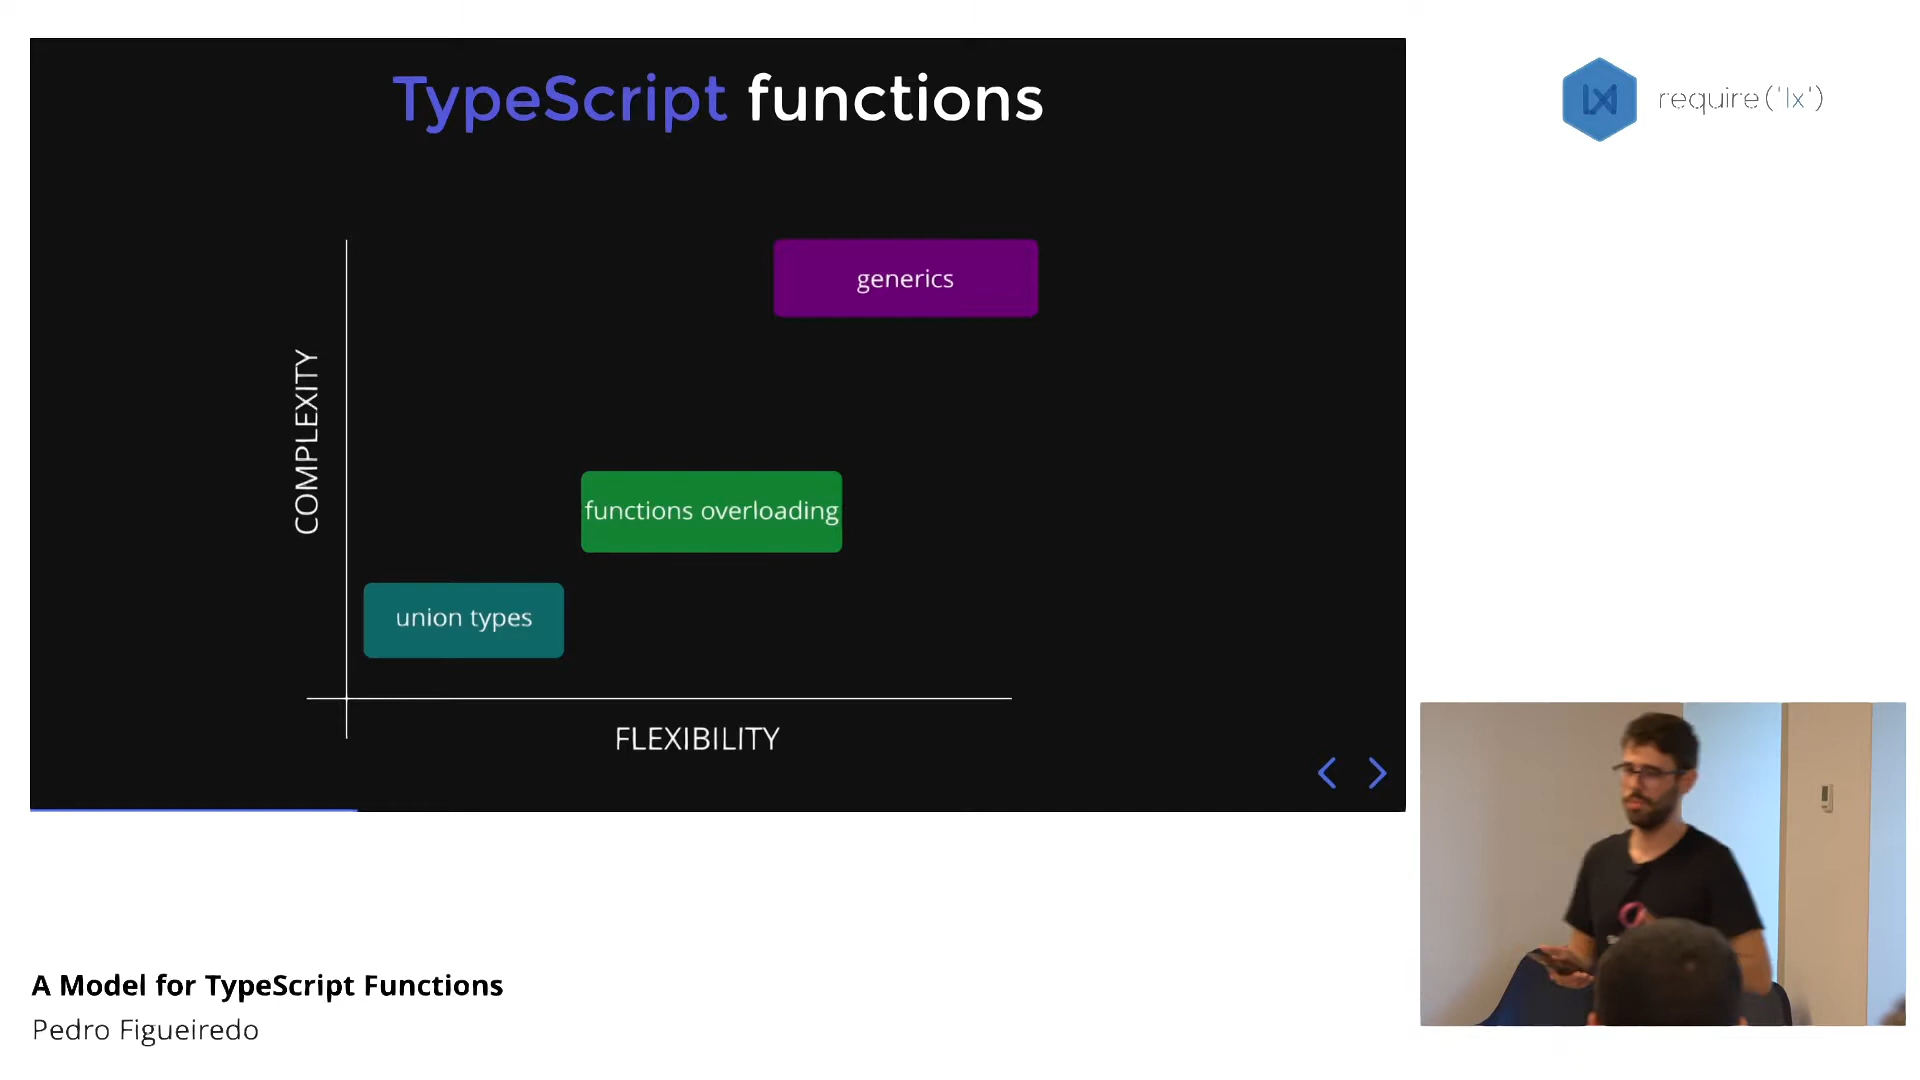 TypeScript functions
require('lx')
generics
COMPLEXITY
functions overloading
union types
FLEXIBILITY
A Model for TypeScript Functions
Pedro Figueiredo